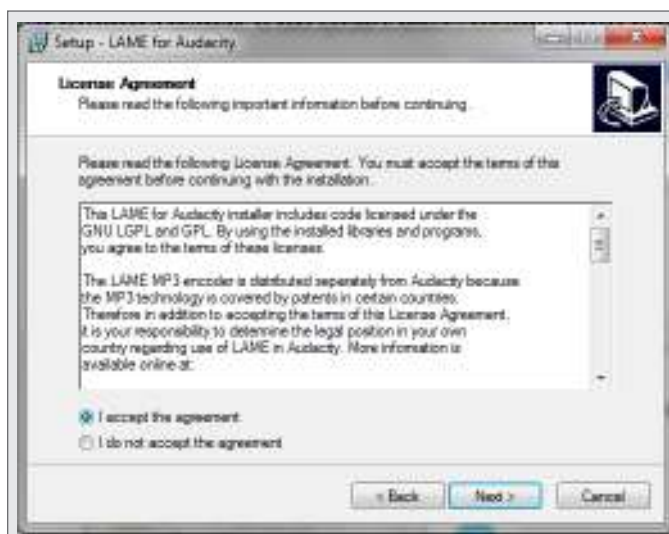 Setup - LAME for Audacity
License Agreement
Please read the following important information before continuing.
Please read the following License Agreement. You must accept the terms of this
agreement before continuing with the installation.
This LAME for Audacity installer includes code licensed under the
GNU LGPL and GPL. By using the installed libraries and programs,
you agree to the terms of these licenses.
The LAME MP3 encoder is distributed separately from Audacity because
the MP3 technology is covered by patents in certain countries.
Therefore in addition to accepting the terms of this License Agreement,
it is your responsibility to determine the legal position in your own
country regarding use of LAME in Audacity. More information is
available online at:
I accept the agreement
I do not accept the agreement
< Back
Next >
Cancel